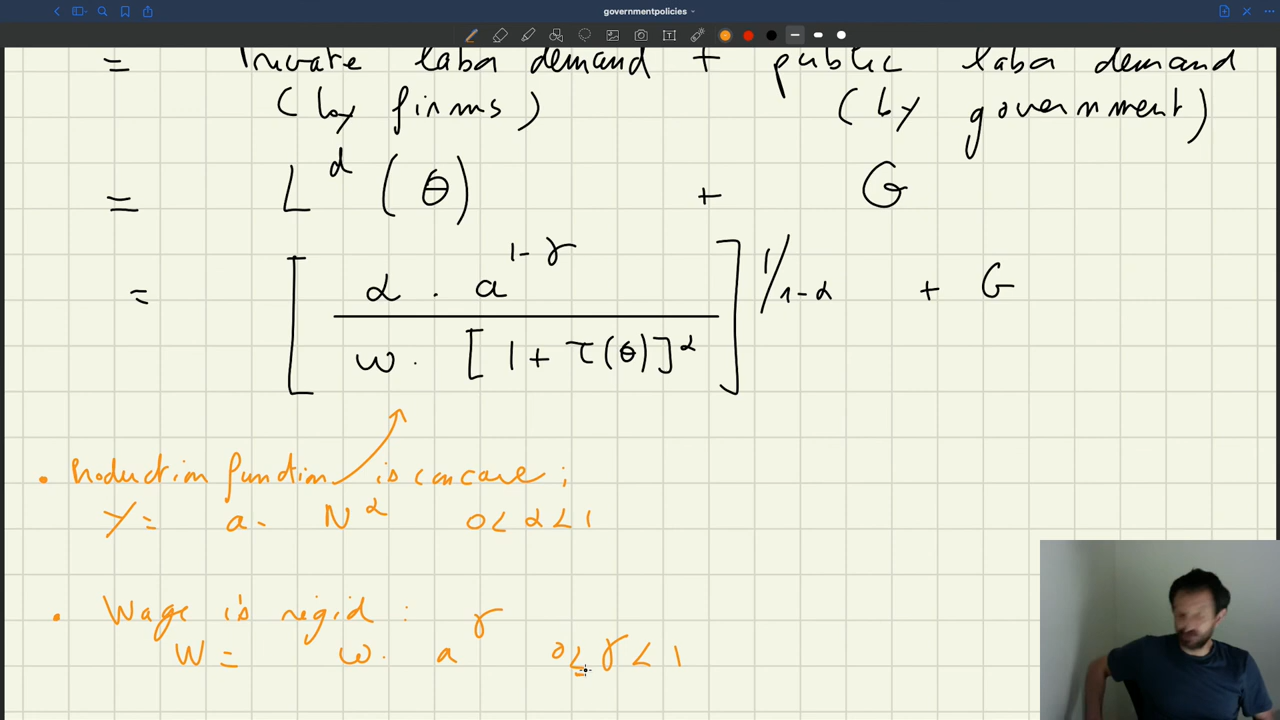 governmentpolicies
= Private labor demand + public labor demand
(by firms) (by government)
= L^d (θ) + G
= [ α · a^{1-γ} / ω · [1 + τ(θ)]^α ]^{1/1-α} + G
• Production function is concave ;
Y = a · N^α 0 < α < 1
• Wage is rigid :
W = ω · a^γ 0 ≤ γ < 1